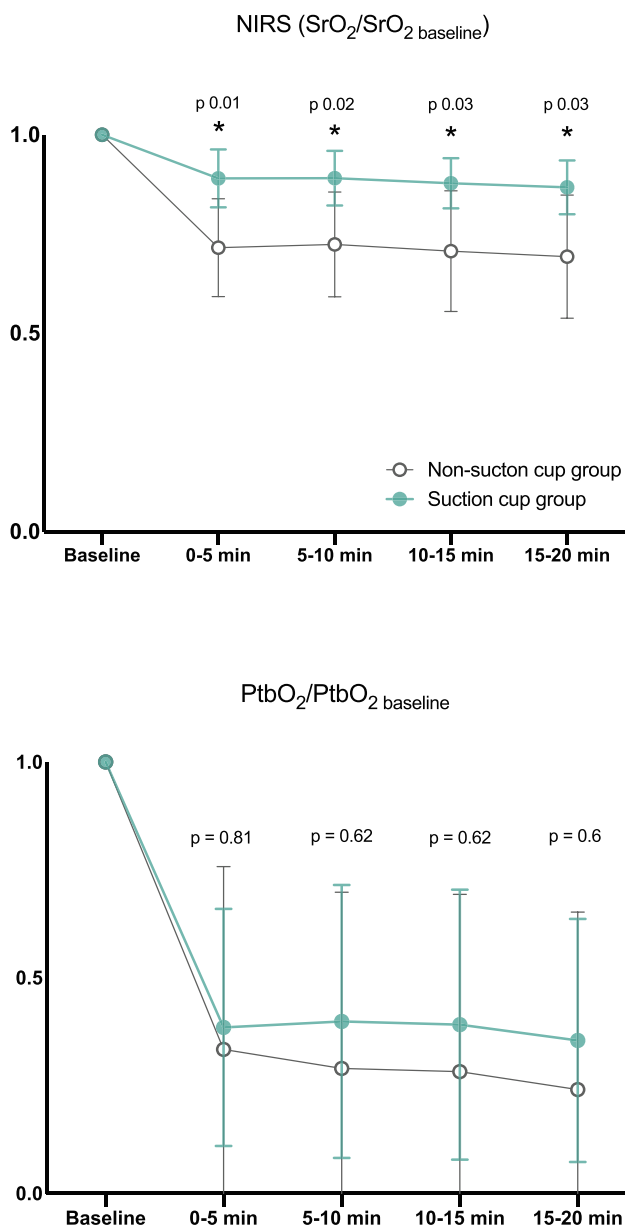 NIRS (SrO2/SrO2 baseline)
p 0.01 p 0.02 p 0.03 p 0.03
* * * *
1.0
0.5
Non-sucton cup group
Suction cup group
0.0
Baseline 0-5 min 5-10 min 10-15 min 15-20 min
PtbO2/PtbO2 baseline
1.0
p = 0.81 p = 0.62 p = 0.62 p = 0.6
0.5
0.0
Baseline 0-5 min 5-10 min 10-15 min 15-20 min